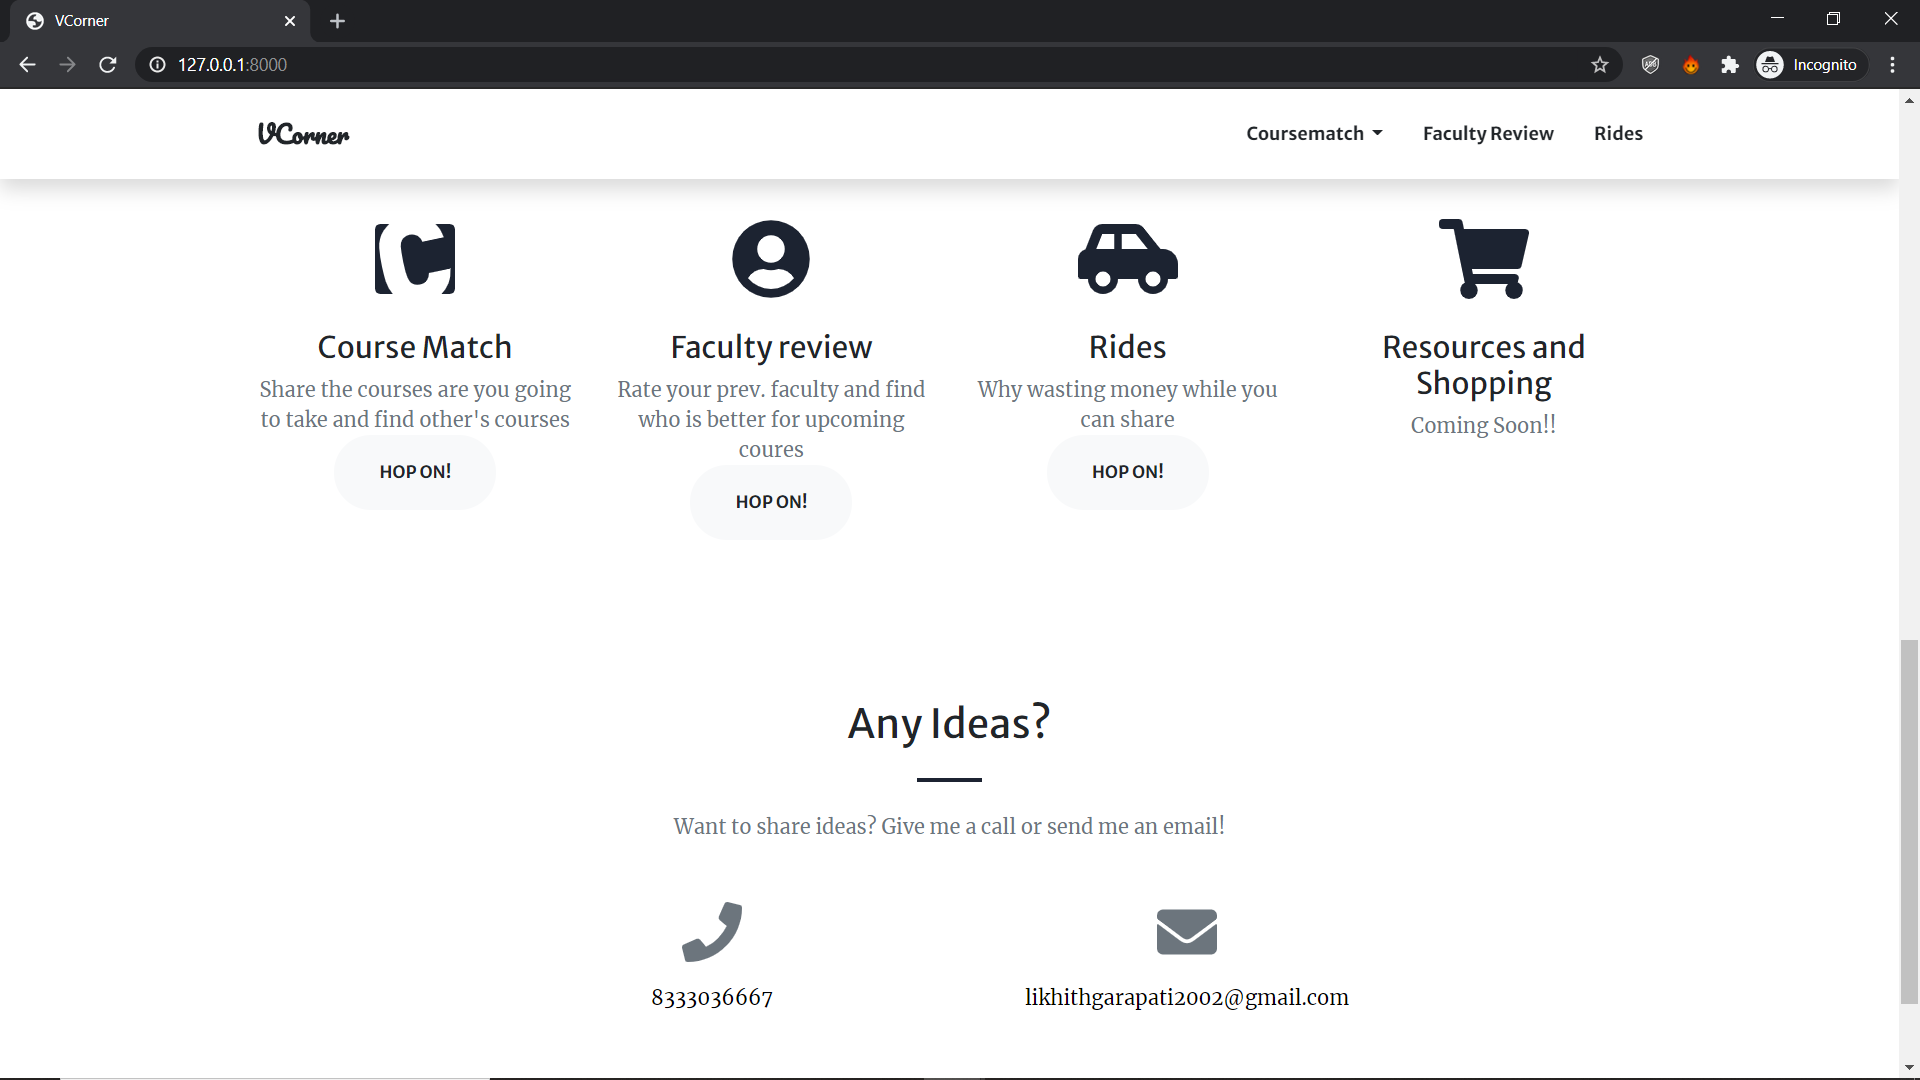 VCorner
127.0.0.1:8000
Incognito
VCorner
Coursematch
Faculty Review
Rides
Course Match
Share the courses are you going
to take and find other's courses
HOP ON!
Faculty review
Rate your prev. faculty and find
who is better for upcoming
coures
HOP ON!
Rides
Why wasting money while you
can share
HOP ON!
Resources and
Shopping
Coming Soon!!
Any Ideas?
Want to share ideas? Give me a call or send me an email!
8333036667
likhithgarapati2002@gmail.com